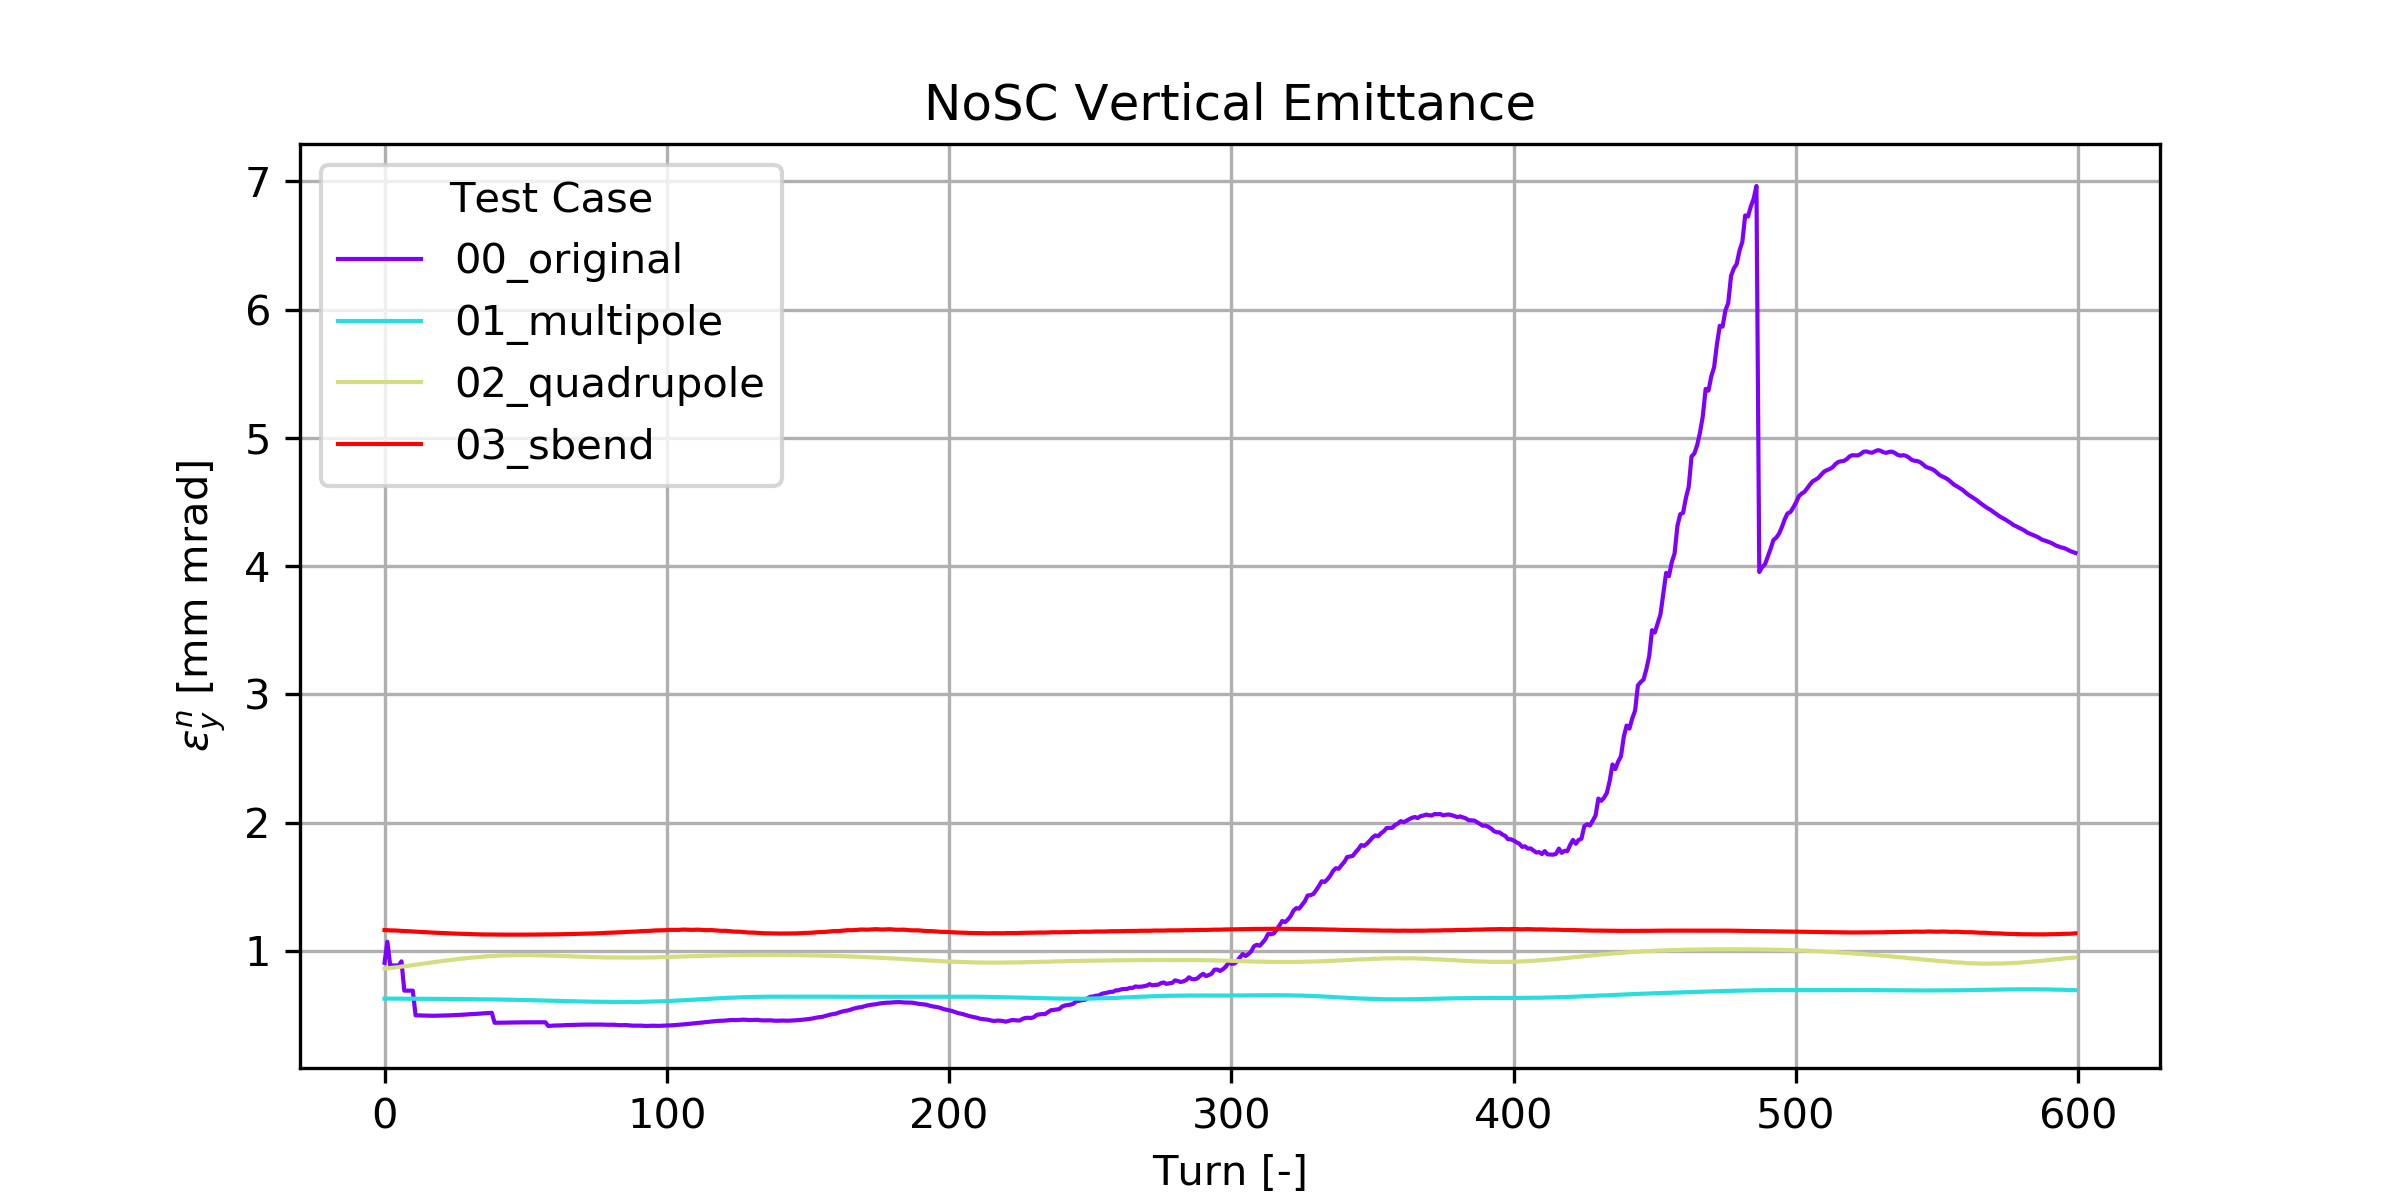 NoSC Vertical Emittance
Test Case
00_original
01_multipole
02_quadrupole
03_sbend
7
6
5
4
3
2
1
ε_y^n [mm mrad]
0 100 200 300 400 500 600
Turn [-]